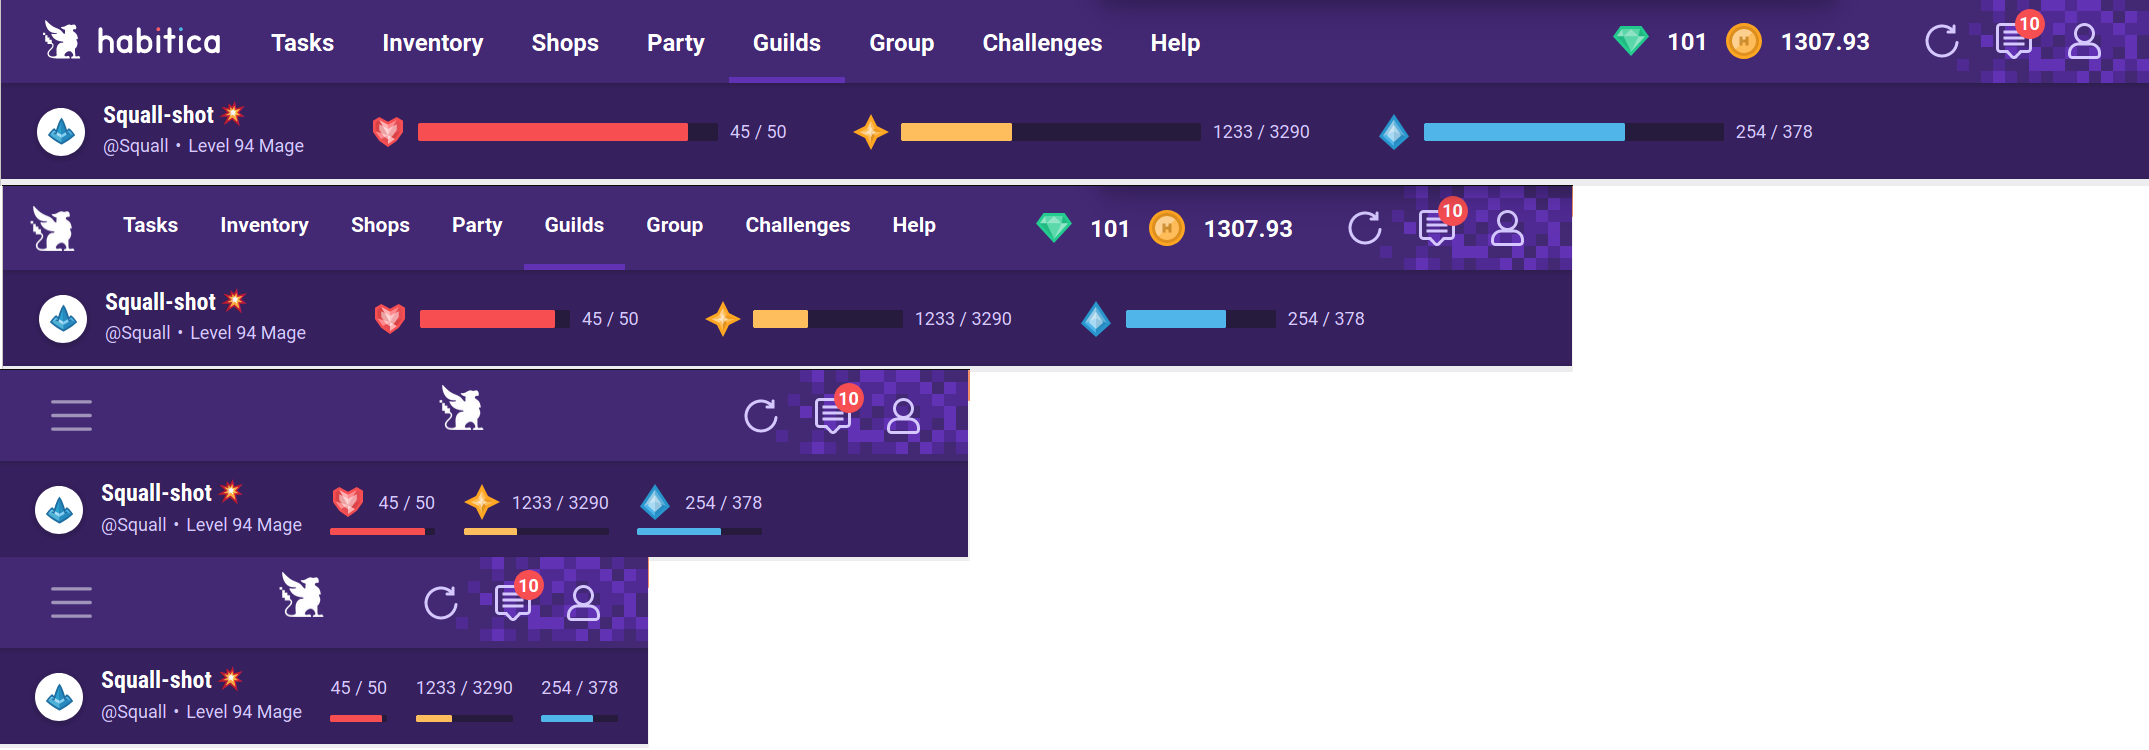 habitica Tasks Inventory Shops Party Guilds Group Challenges Help 101 H 1307.93 10
Squall-shot
@Squall • Level 94 Mage
45 / 50 1233 / 3290 254 / 378
Tasks Inventory Shops Party Guilds Group Challenges Help 101 H 1307.93 10
Squall-shot
@Squall • Level 94 Mage
45 / 50 1233 / 3290 254 / 378
10
Squall-shot
@Squall • Level 94 Mage
45 / 50 1233 / 3290 254 / 378
10
Squall-shot
@Squall • Level 94 Mage
45 / 50 1233 / 3290 254 / 378